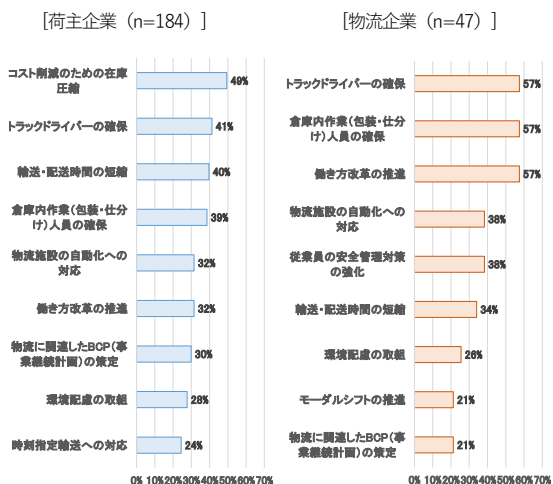 [荷主企業（n=184）]
コスト削減のための在庫
圧縮
49%
トラックドライバーの確保
41%
輸送・配送時間の短縮
40%
倉庫内作業(包装・仕分
け)人員の確保
39%
物流施設の自動化への
対応
32%
働き方改革の推進
32%
物流に関連したBCP(事
業継続計画)の策定
30%
環境配慮の取組
28%
時刻指定輸送への対応
24%
0% 10% 20% 30% 40% 50% 60% 70%
[物流企業（n=47）]
トラックドライバーの確保
57%
倉庫内作業(包装・仕分
け)人員の確保
57%
働き方改革の推進
57%
物流施設の自動化への
対応
38%
従業員の安全管理対策
の強化
38%
輸送・配送時間の短縮
34%
環境配慮の取組
26%
モーダルシフトの推進
21%
物流に関連したBCP(事
業継続計画)の策定
21%
0% 10% 20% 30% 40% 50% 60% 70%